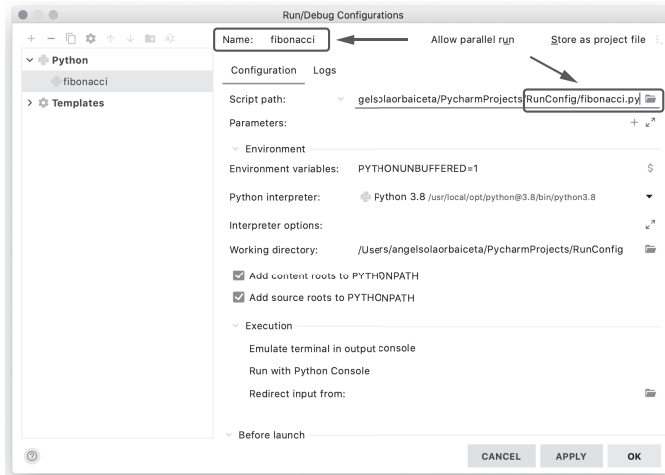 Run/Debug Configurations
Name: fibonacci
Allow parallel run
Store as project file
Python
fibonacci
Templates
Configuration
Logs
Script path: gelsolaorbaiceta/PycharmProjects/RunConfig/fibonacci.py
Parameters:
Environment
Environment variables: PYTHONUNBUFFERED=1
Python interpreter: Python 3.8 /usr/local/opt/python@3.8/bin/python3.8
Interpreter options:
Working directory: /Users/angelsolaorbaiceta/PycharmProjects/RunConfig
Add content roots to PYTHONPATH
Add source roots to PYTHONPATH
Execution
Emulate terminal in output console
Run with Python Console
Redirect input from:
Before launch
CANCEL
APPLY
OK